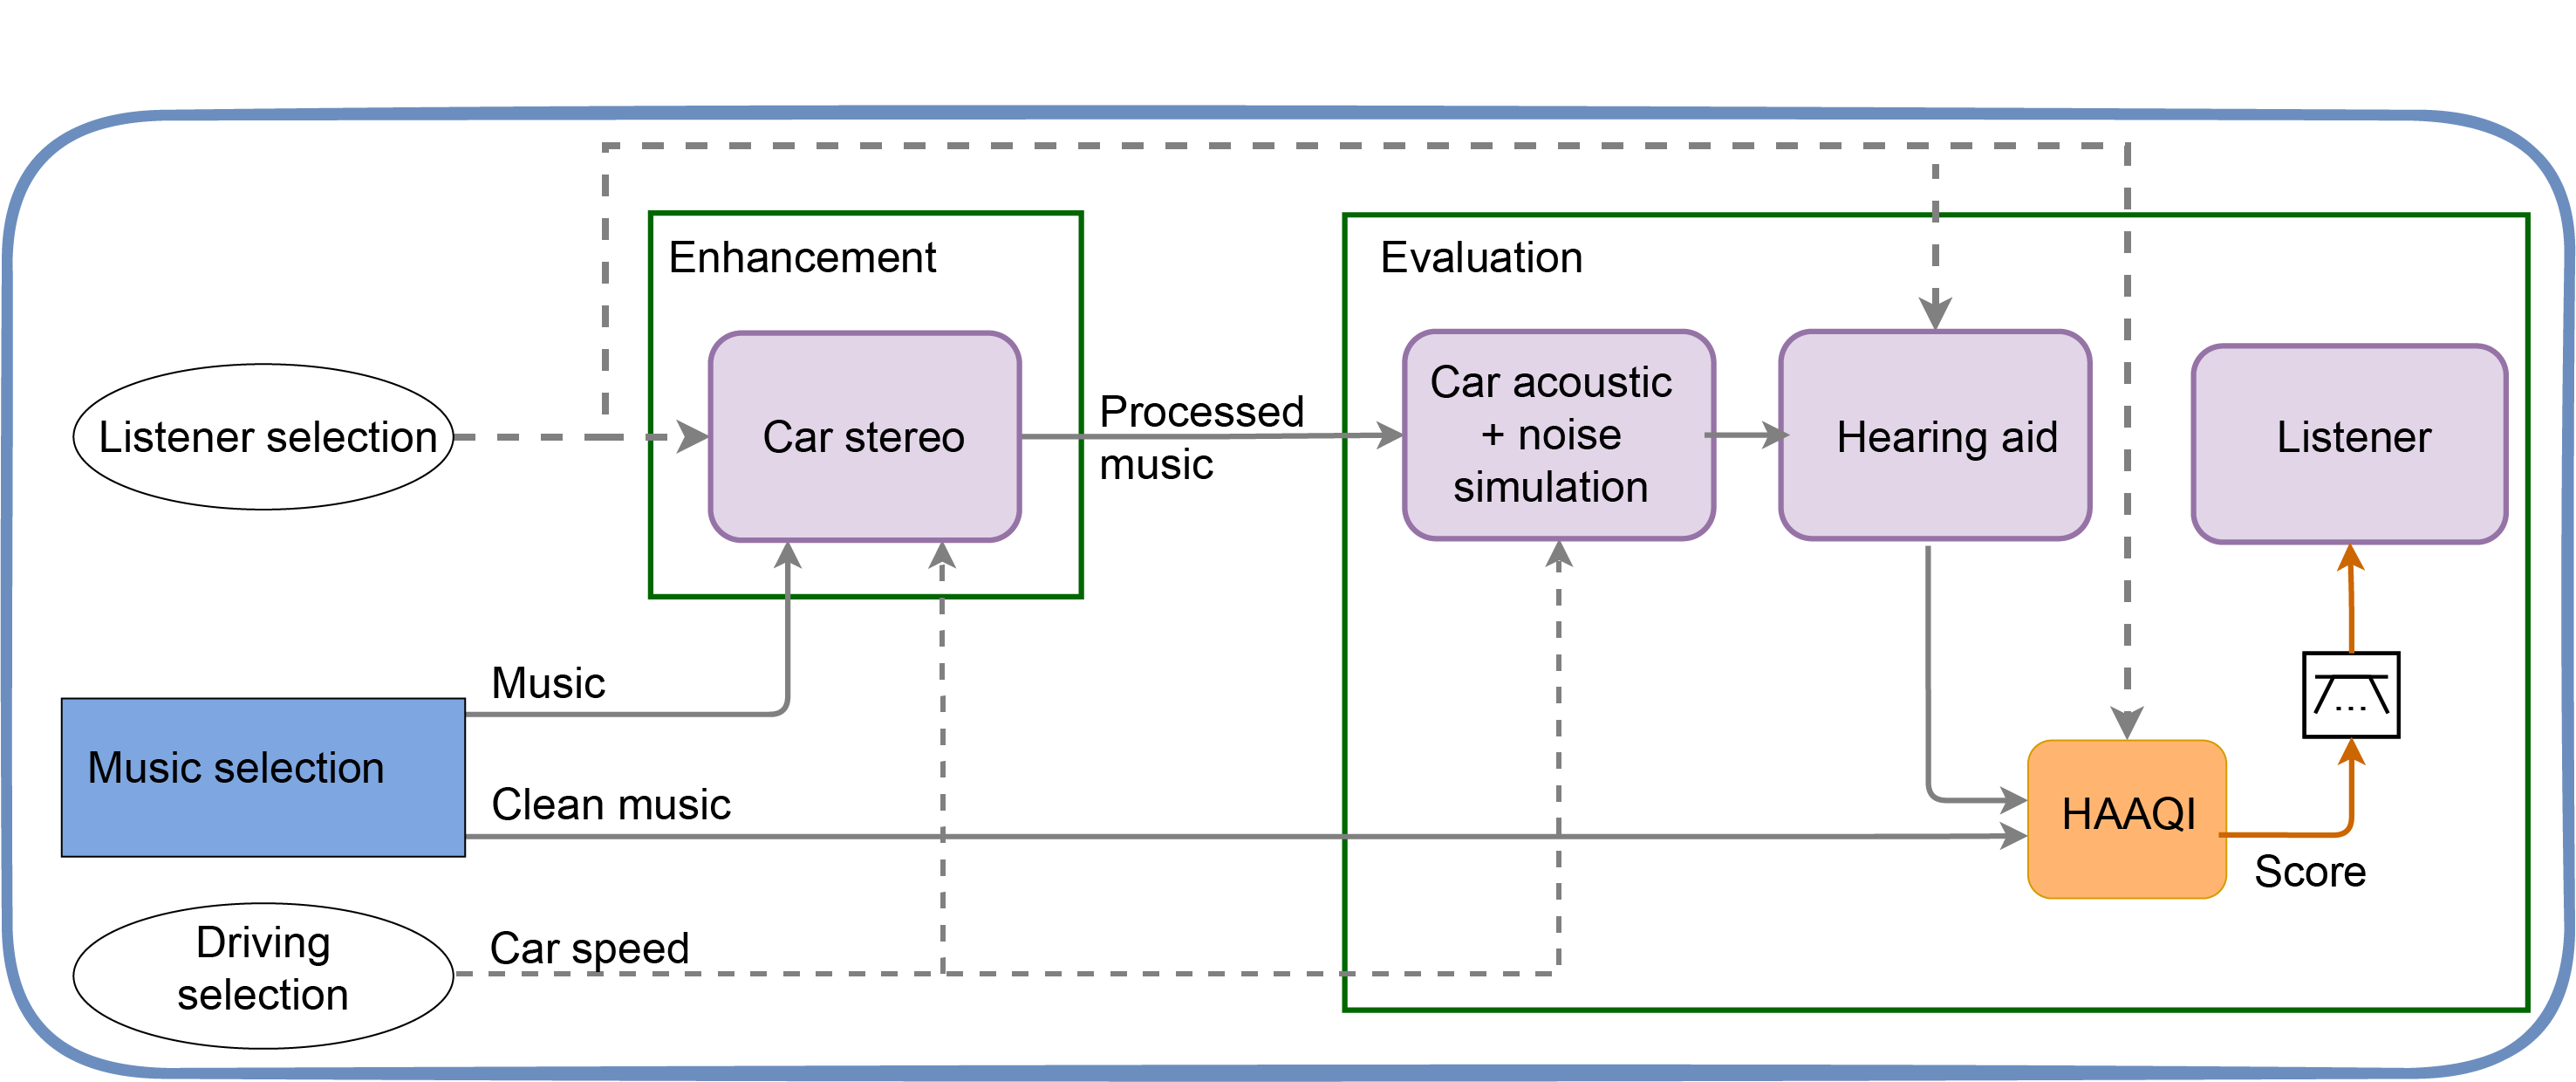 Enhancement
Evaluation
Listener selection
Car stereo
Processed
music
Car acoustic
+ noise
simulation
Hearing aid
Listener
Music
Music selection
Clean music
HAAQI
Score
Driving
selection
Car speed
...